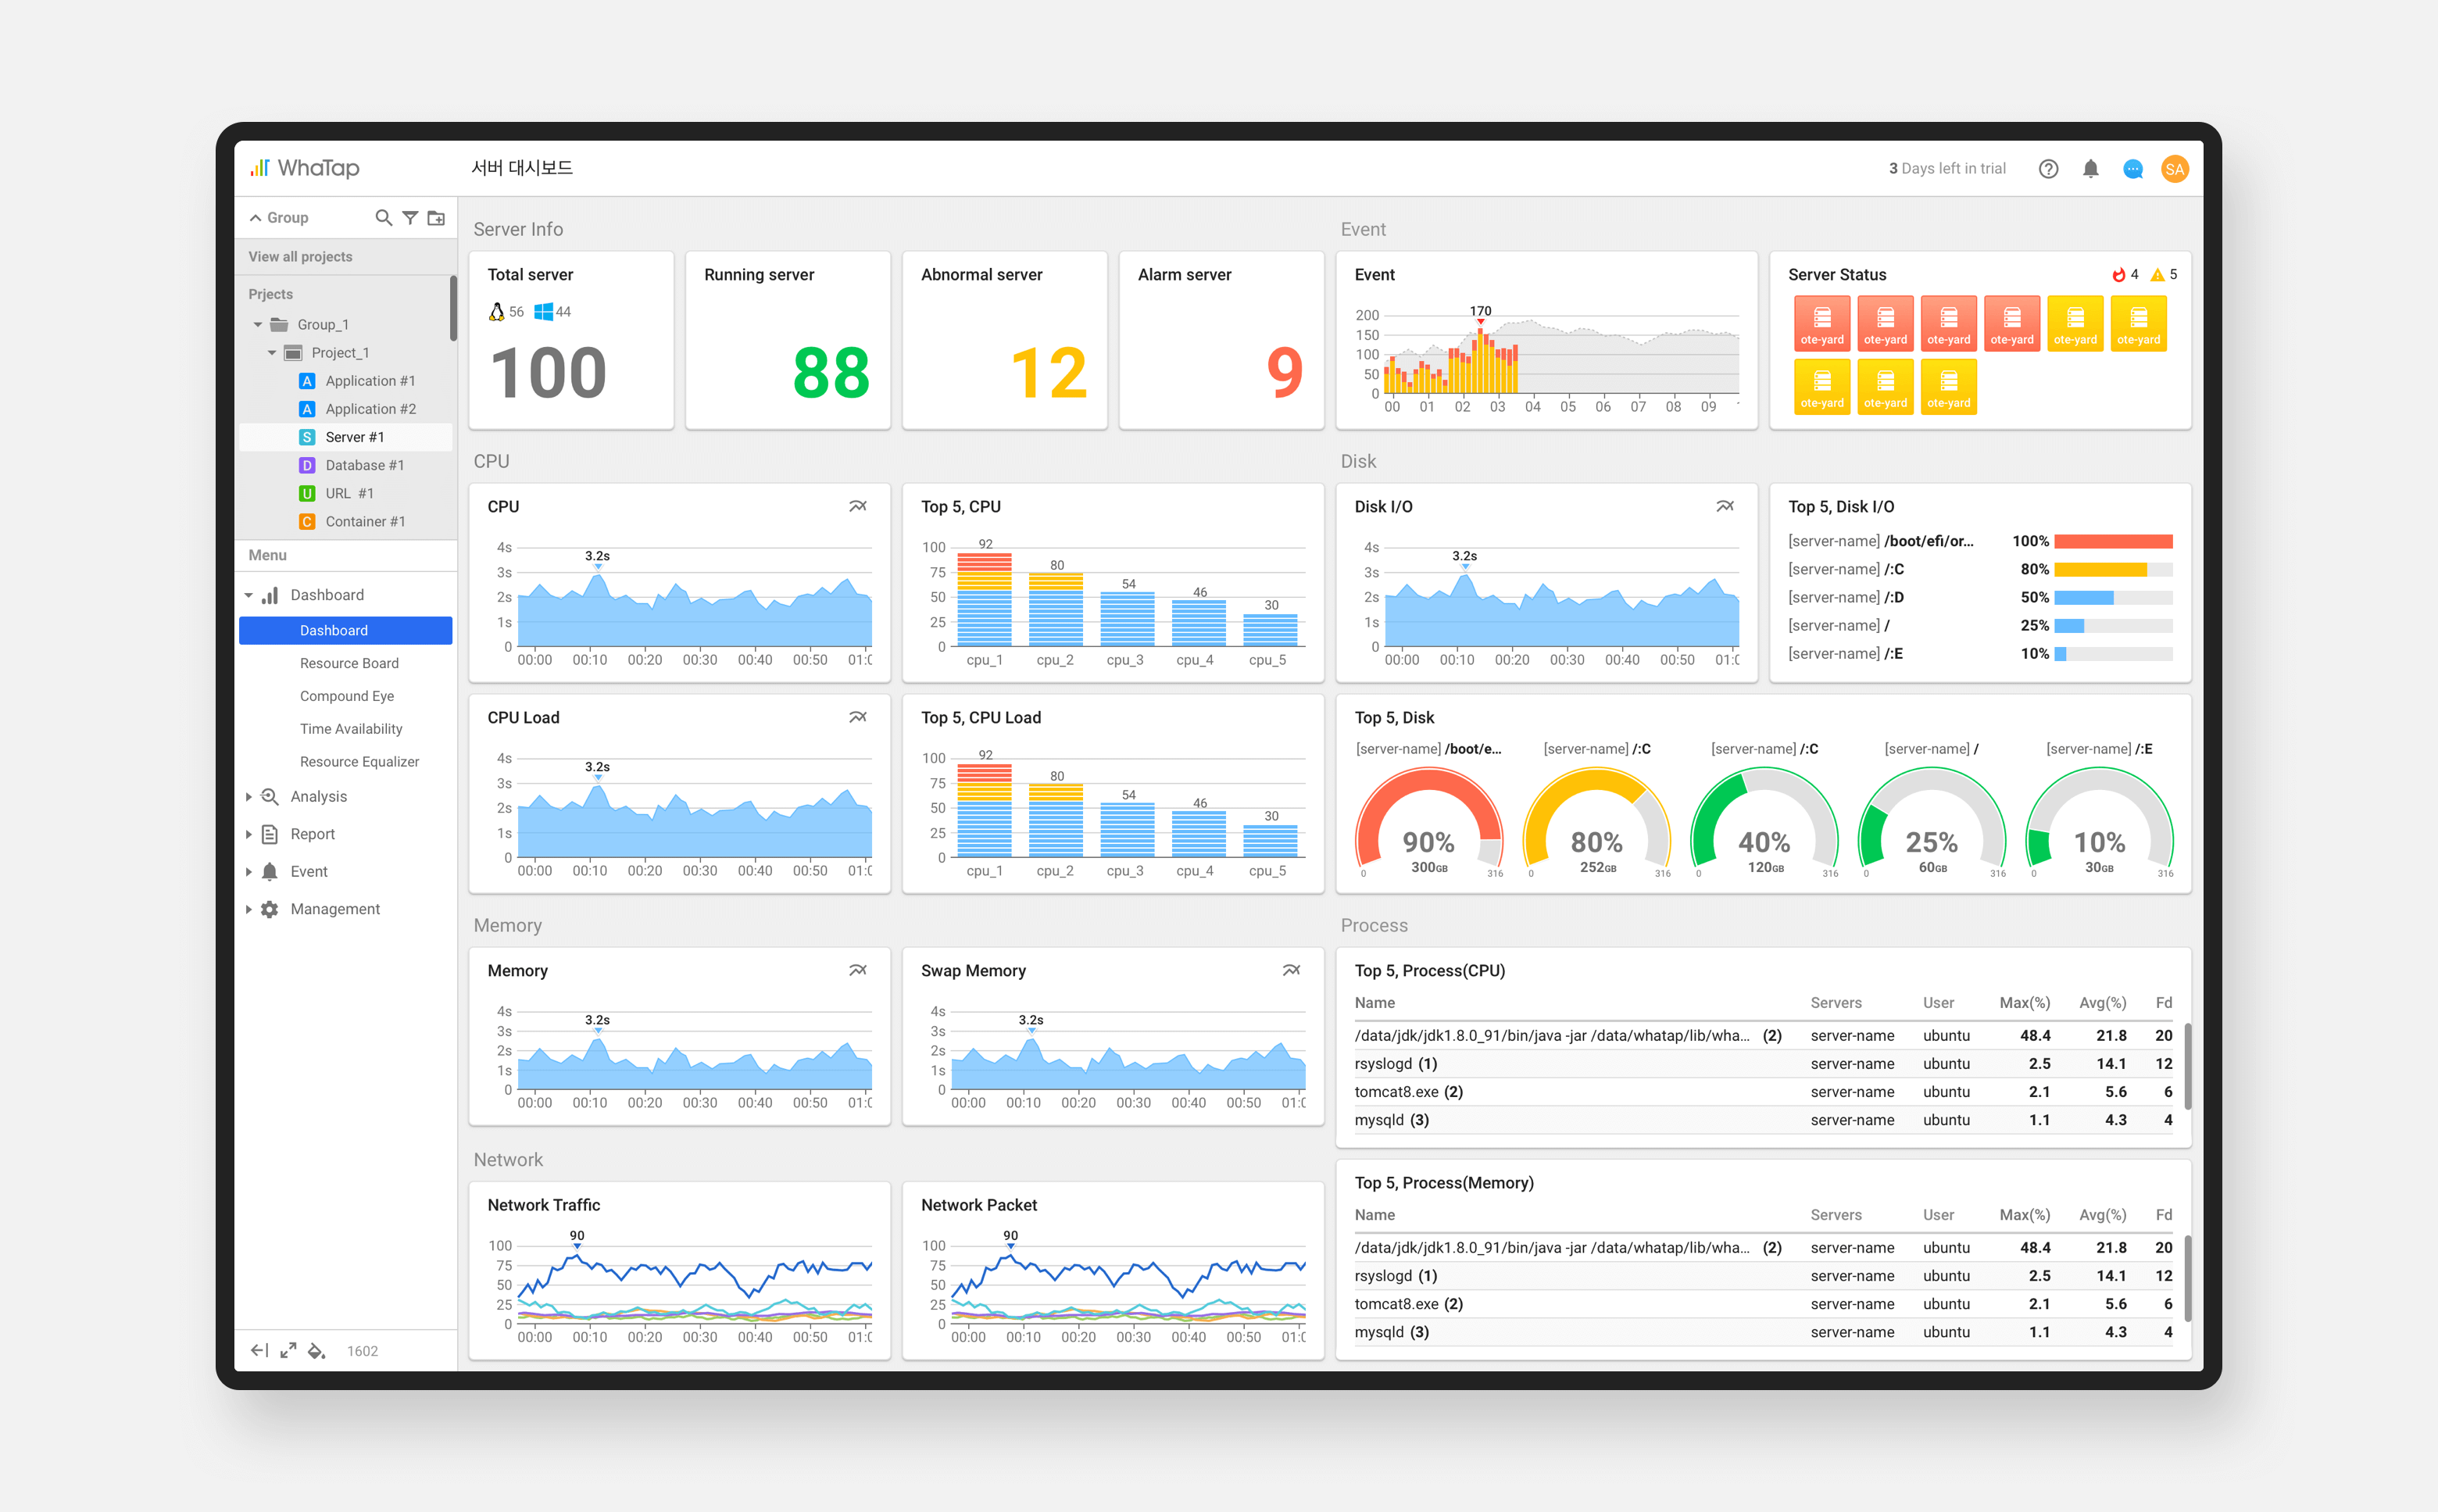 WhaTap
서버 대시보드
3 Days left in trial
SA
Group
View all projects
Prjects
Group_1
Project_1
A Application #1
A Application #2
S Server #1
D Database #1
U URL #1
C Container #1
Menu
Dashboard
Dashboard
Resource Board
Compound Eye
Time Availability
Resource Equalizer
Analysis
Report
Event
Management
1602
Server Info
Total server
56 44
100
Running server
88
Abnormal server
12
Alarm server
9
Event
Event
170
200
150
100
50
0
00 01 02 03 04 05 06 07 08 09
Server Status
4 5
ote-yard ote-yard ote-yard ote-yard ote-yard ote-yard
ote-yard ote-yard ote-yard
CPU
CPU
3.2s
4s
3s
2s
1s
0
00:00 00:10 00:20 00:30 00:40 00:50 01:0
Top 5, CPU
100
75
50
25
0
92 80 54 46 30
cpu_1 cpu_2 cpu_3 cpu_4 cpu_5
CPU Load
3.2s
4s
3s
2s
1s
0
00:00 00:10 00:20 00:30 00:40 00:50 01:0
Top 5, CPU Load
100
75
50
25
0
92 80 54 46 30
cpu_1 cpu_2 cpu_3 cpu_4 cpu_5
Disk
Disk I/O
3.2s
4s
3s
2s
1s
0
00:00 00:10 00:20 00:30 00:40 00:50 01:0
Top 5, Disk I/O
[server-name] /boot/efi/or... 100%
[server-name] /:C 80%
[server-name] /:D 50%
[server-name] / 25%
[server-name] /:E 10%
Top 5, Disk
[server-name] /boot/e...
90%
300GB
0 316
[server-name] /:C
80%
252GB
0 316
[server-name] /:C
40%
120GB
0 316
[server-name] /
25%
60GB
0 316
[server-name] /:E
10%
30GB
0 316
Memory
Memory
3.2s
4s
3s
2s
1s
0
00:00 00:10 00:20 00:30 00:40 00:50 01:0
Swap Memory
3.2s
4s
3s
2s
1s
0
00:00 00:10 00:20 00:30 00:40 00:50 01:0
Network
Network Traffic
90
100
75
50
25
0
00:00 00:10 00:20 00:30 00:40 00:50 01:0
Network Packet
90
100
75
50
25
0
00:00 00:10 00:20 00:30 00:40 00:50 01:0
Process
Top 5, Process(CPU)
Name Servers User Max(%) Avg(%) Fd
/data/jdk/jdk1.8.0_91/bin/java -jar /data/whatap/lib/wha... (2) server-name ubuntu 48.4 21.8 20
rsyslogd (1) server-name ubuntu 2.5 14.1 12
tomcat8.exe (2) server-name ubuntu 2.1 5.6 6
mysqld (3) server-name ubuntu 1.1 4.3 4
Top 5, Process(Memory)
Name Servers User Max(%) Avg(%) Fd
/data/jdk/jdk1.8.0_91/bin/java -jar /data/whatap/lib/wha... (2) server-name ubuntu 48.4 21.8 20
rsyslogd (1) server-name ubuntu 2.5 14.1 12
tomcat8.exe (2) server-name ubuntu 2.1 5.6 6
mysqld (3) server-name ubuntu 1.1 4.3 4